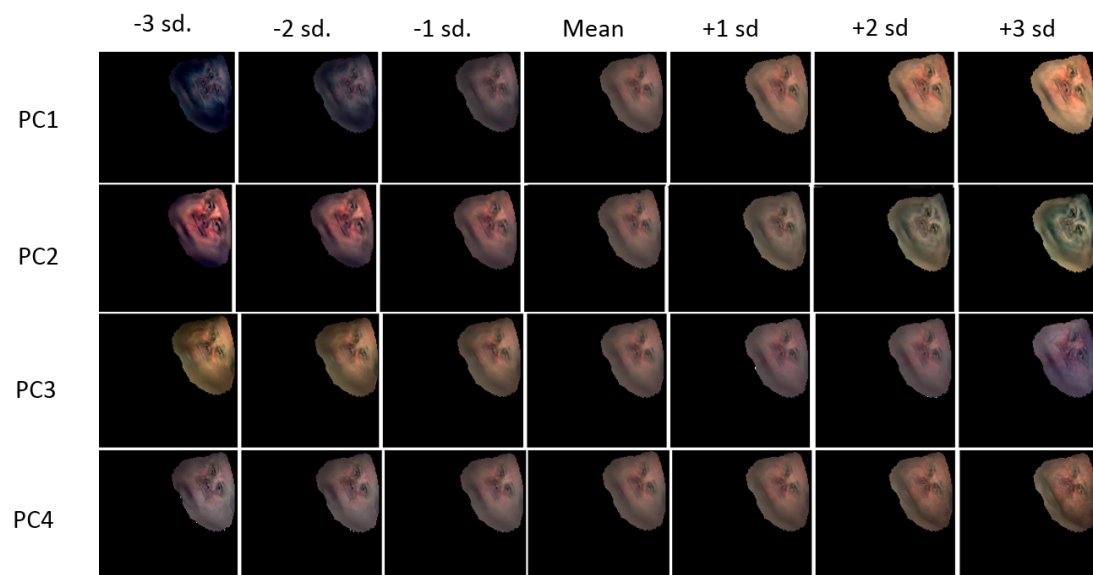 -3 sd. -2 sd. -1 sd. Mean +1 sd +2 sd +3 sd
PC1
PC2
PC3
PC4